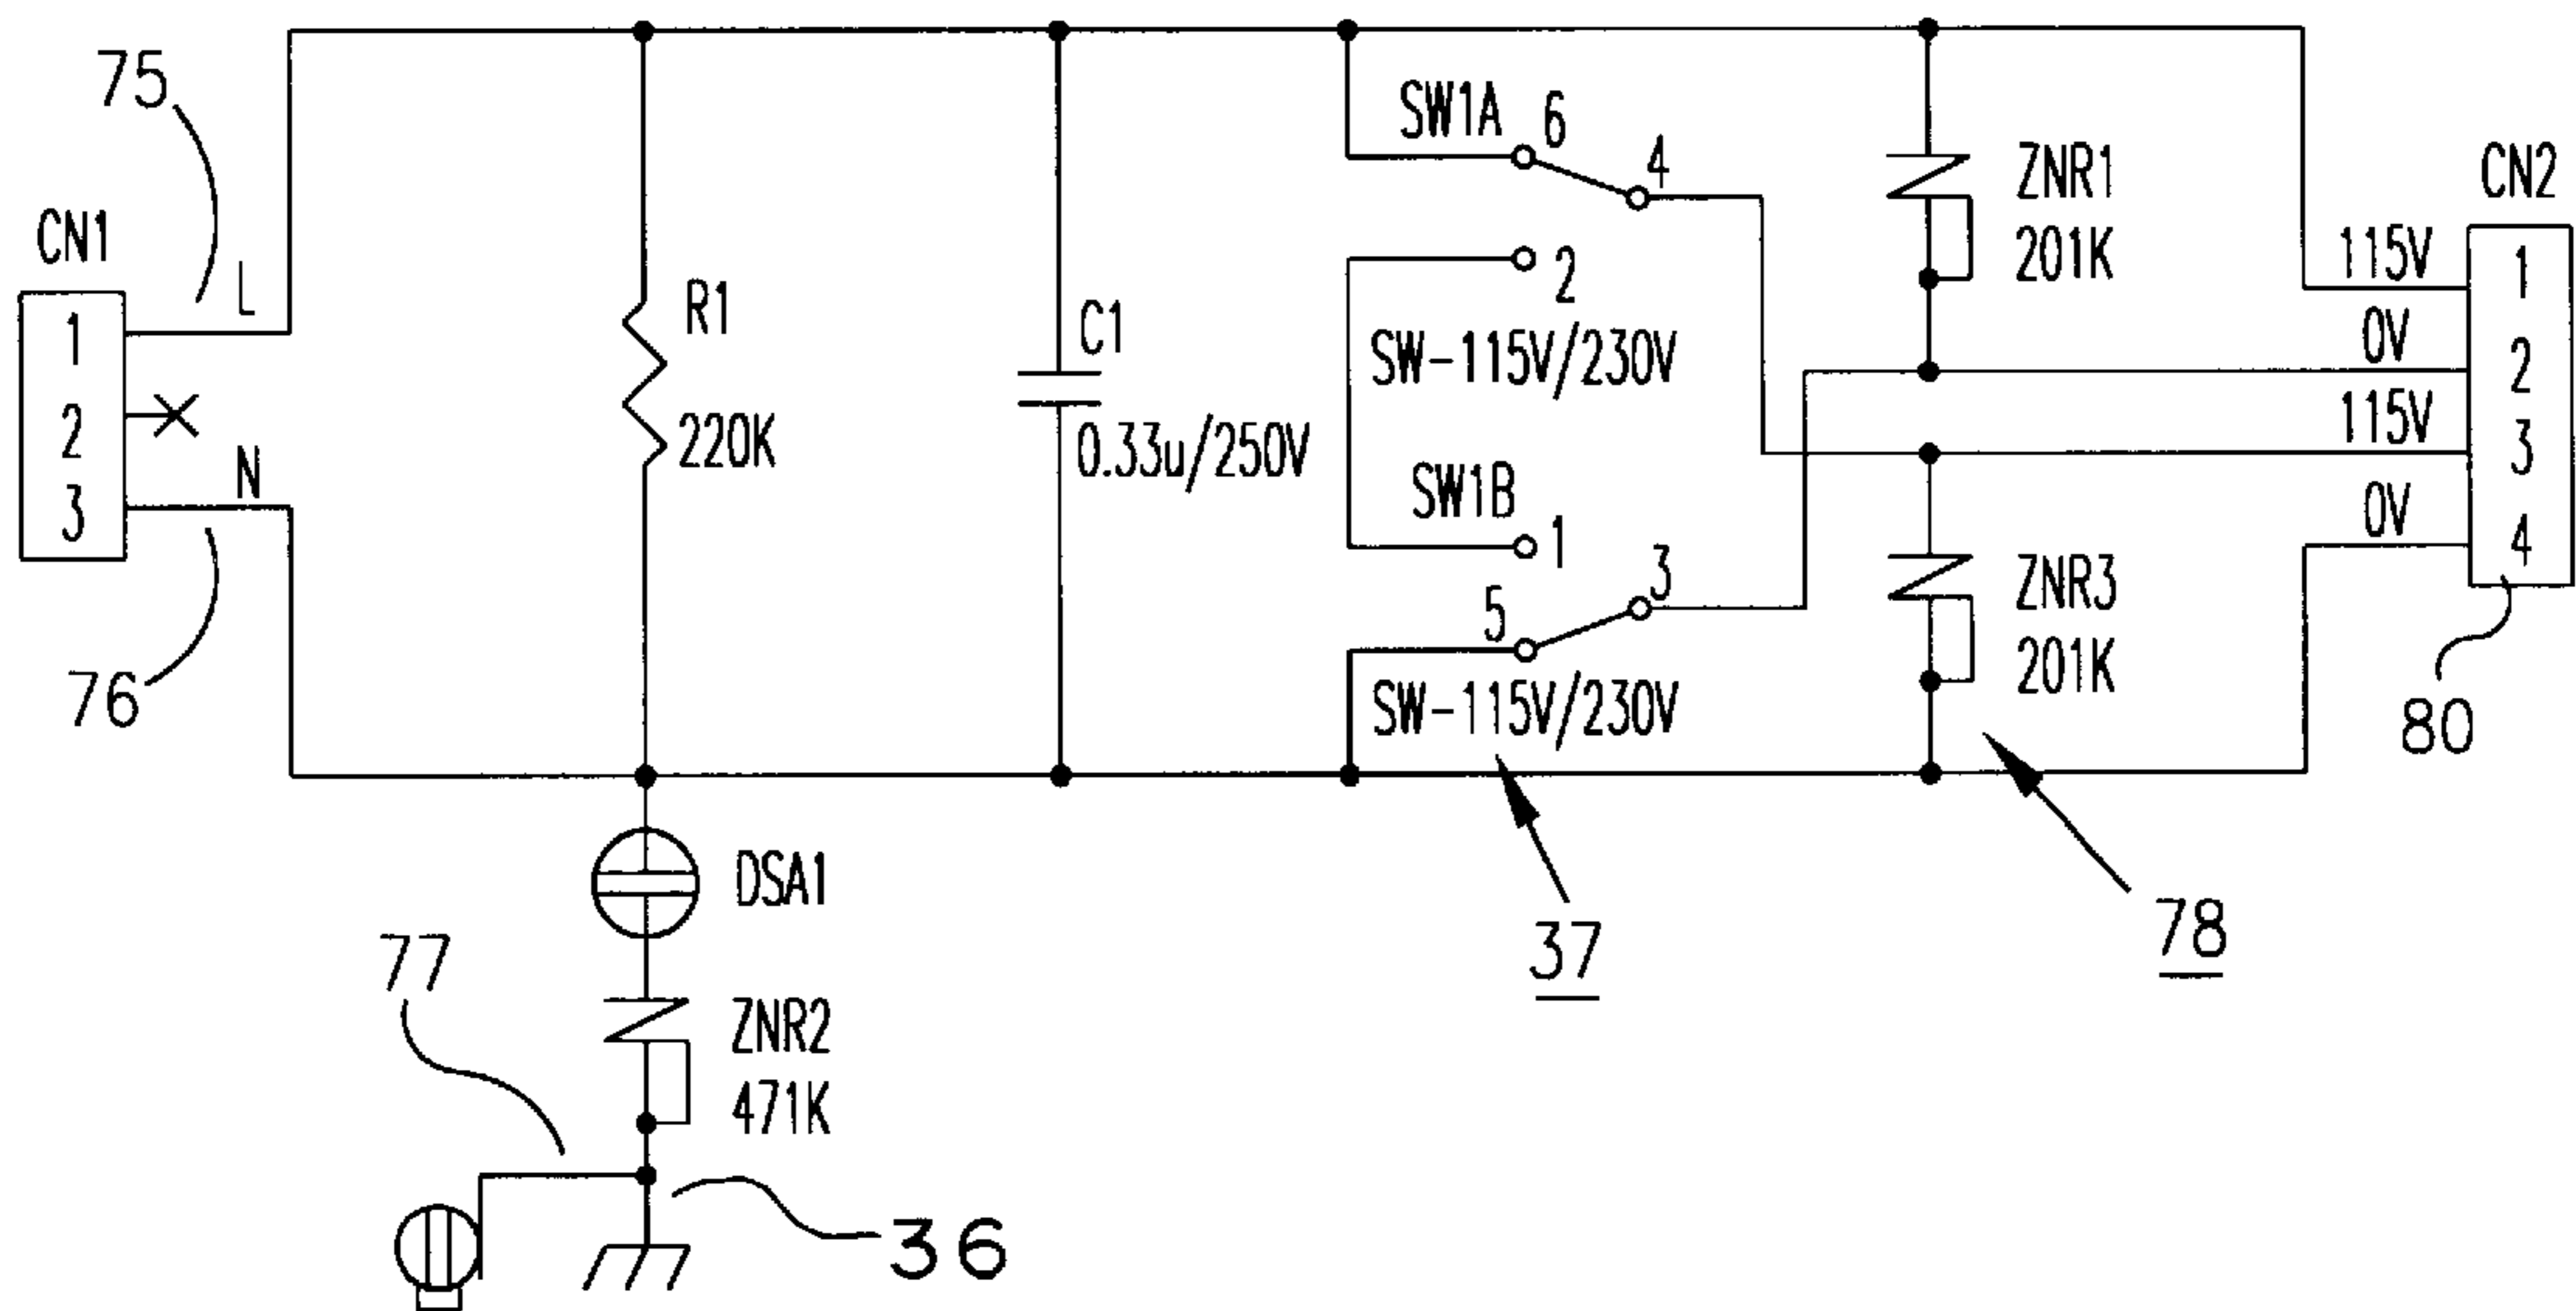 75
CN1
L
1
2
3
N
76
R1
220K
C1
0.33u/250V
SW1A
6
4
2
SW-115V/230V
SW1B
1
3
5
SW-115V/230V
37
ZNR1
201K
ZNR3
201K
78
CN2
115V
0V
115V
0V
1
2
3
4
80
DSA1
77
ZNR2
471K
36